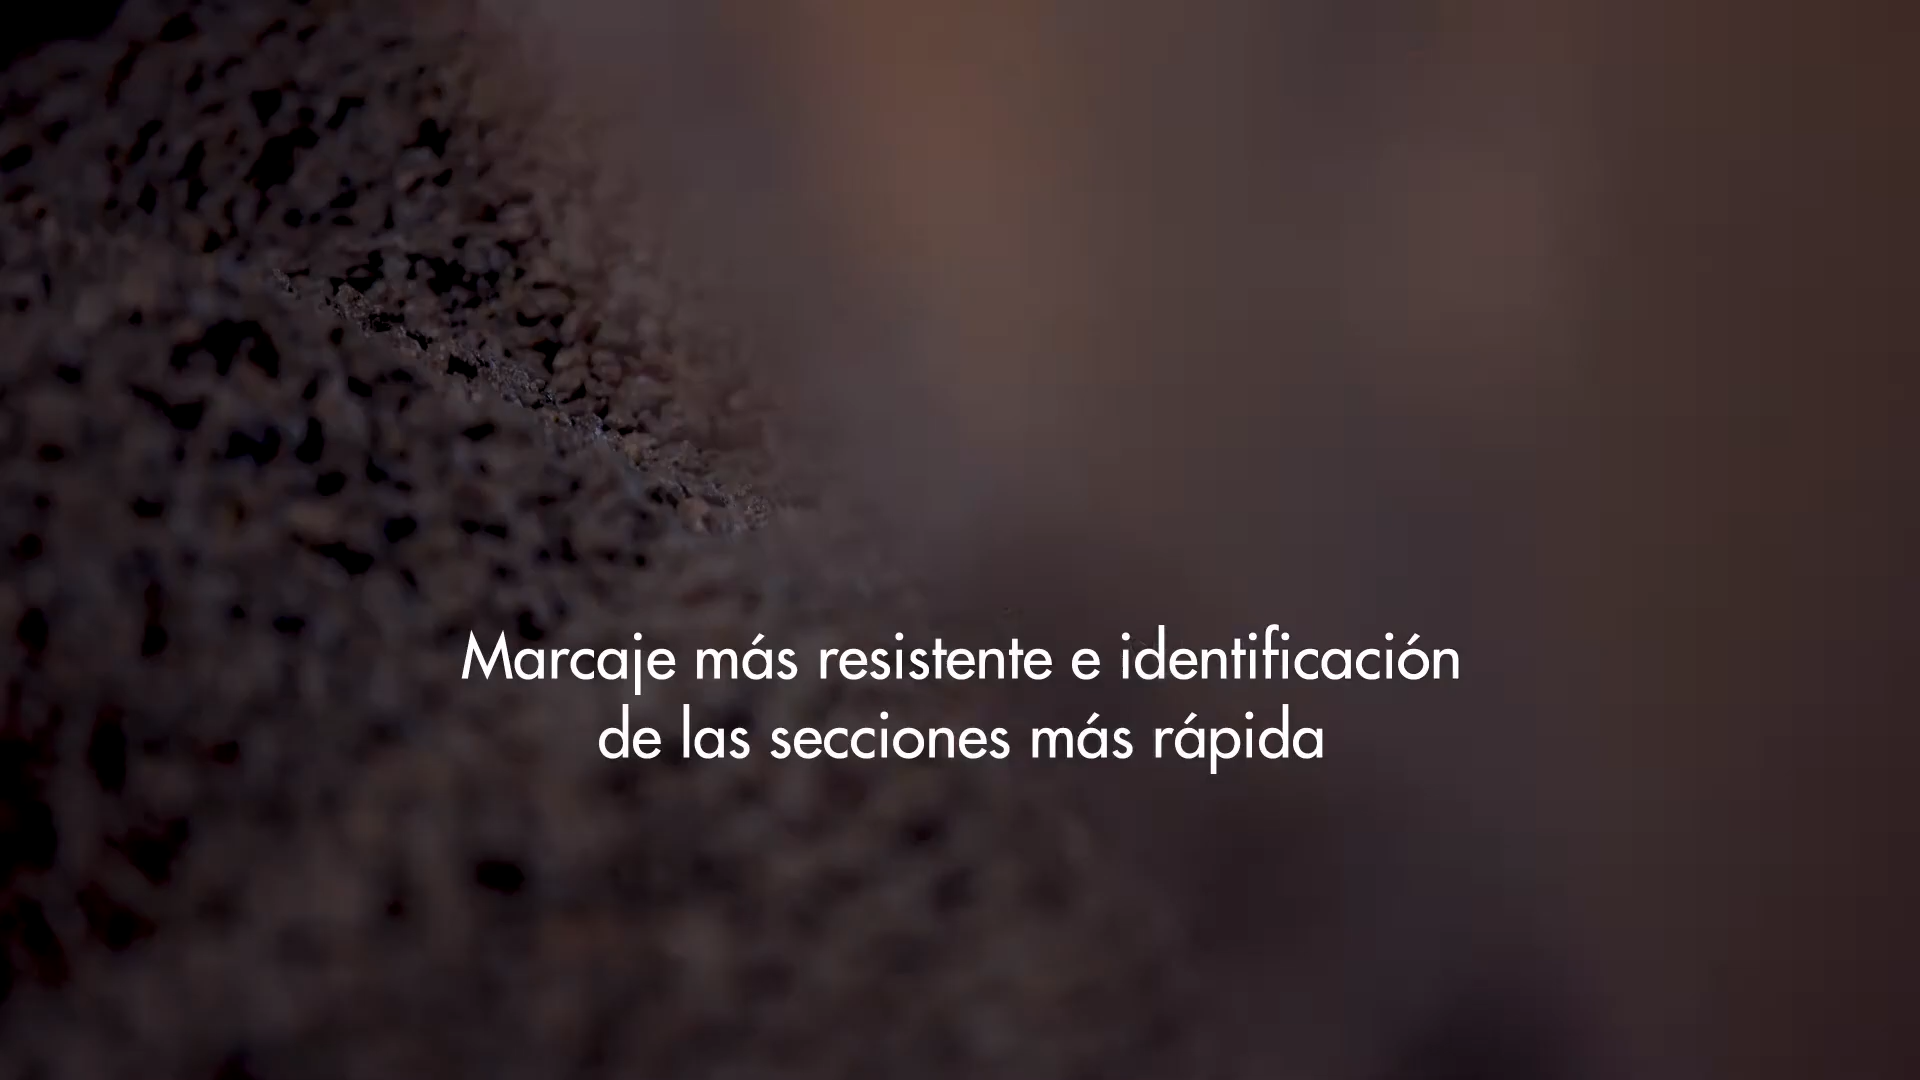 Marcaje más resistente e identificación
de las secciones más rápida